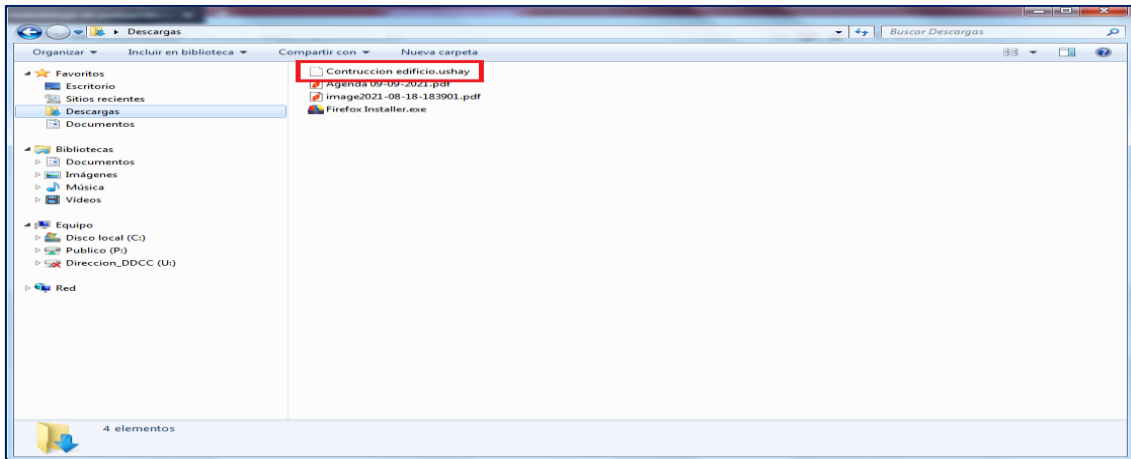 Descargas
Buscar Descargas
Organizar Incluir en biblioteca Compartir con Nueva carpeta
Favoritos
Escritorio
Sitios recientes
Descargas
Documentos
Bibliotecas
Documentos
Imágenes
Música
Vídeos
Equipo
Disco local (C:)
Publico (P:)
Direccion_DDCC (U:)
Red
Contruccion edificio.ushay
Agenda 09-09-2021.pdf
image2021-08-18-183901.pdf
Firefox Installer.exe
4 elementos